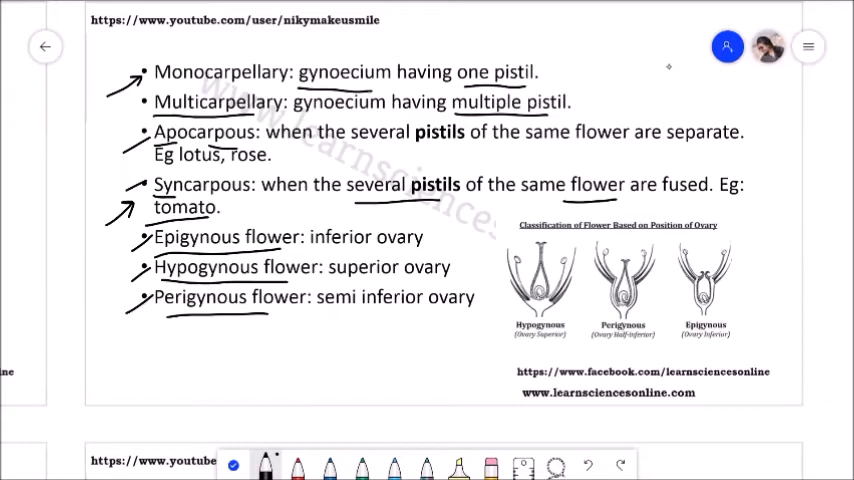 https://www.youtube.com/user/nikymakeusmile
• Monocarpellary: gynoecium having one pistil.
• Multicarpellary: gynoecium having multiple pistil.
• Apocarpous: when the several pistils of the same flower are separate.
Eg lotus, rose.
• Syncarpous: when the several pistils of the same flower are fused. Eg:
tomato.
• Epigynous flower: inferior ovary
• Hypogynous flower: superior ovary
• Perigynous flower: semi inferior ovary
www.learnsciences
Classification of Flower Based on Position of Ovary
Hypogynous Perigynous Epigynous
(Ovary Superior) (Ovary Half-inferior) (Ovary Inferior)
ne https://www.facebook.com/learnsciencesonline
www.learnsciencesonline.com
https://www.youtube